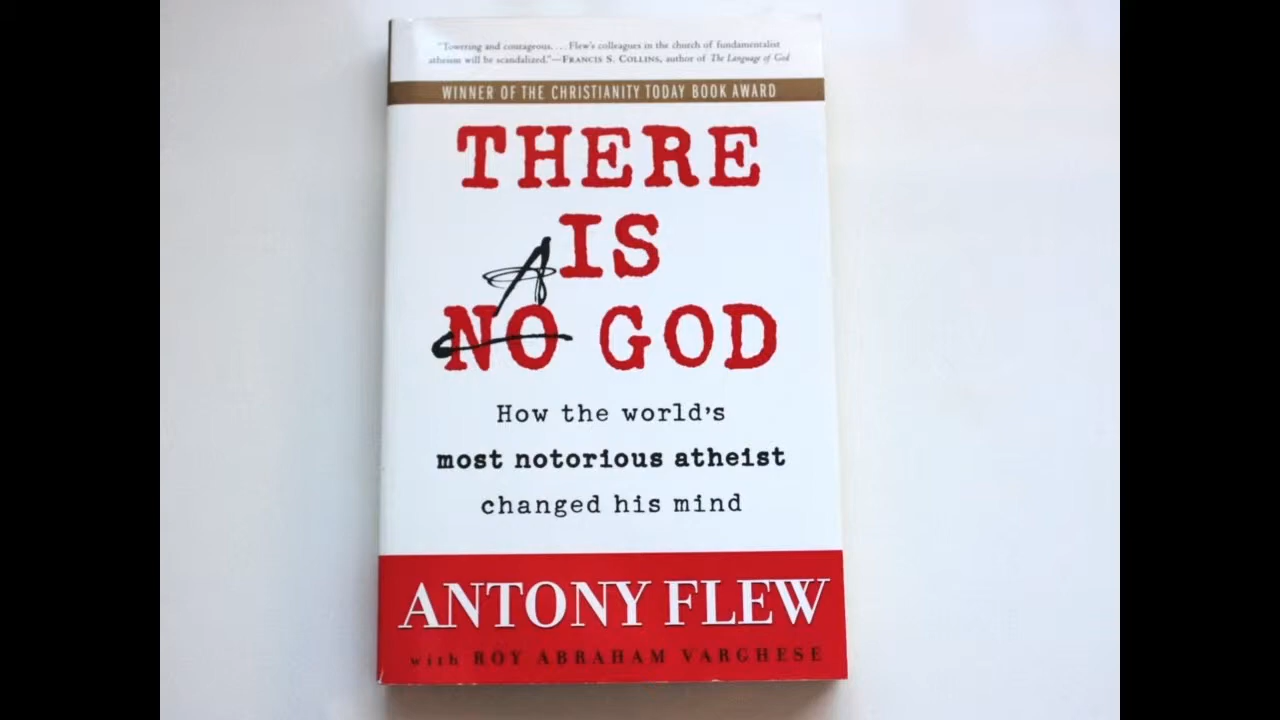 "Towering and courageous. . . . Flew's colleagues in the church of fundamentalist
atheism will be scandalized."—FRANCIS S. COLLINS, author of The Language of God
WINNER OF THE CHRISTIANITY TODAY BOOK AWARD
THERE
IS
A
NO GOD
How the world's
most notorious atheist
changed his mind
ANTONY FLEW
with ROY ABRAHAM VARGHESE